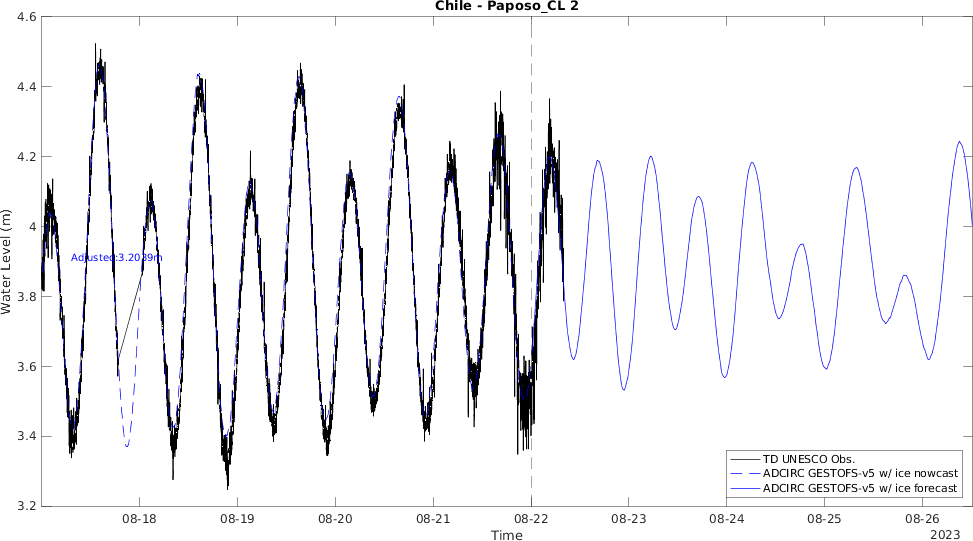 Chile - Paposo_CL 2
4.6
4.4
4.2
4
3.8
3.6
3.4
3.2
Water Level (m)
Adjusted:3.2039m
TD UNESCO Obs.
ADCIRC GESTOFS-v5 w/ ice nowcast
ADCIRC GESTOFS-v5 w/ ice forecast
08-18 08-19 08-20 08-21 08-22 08-23 08-24 08-25 08-26
Time
2023